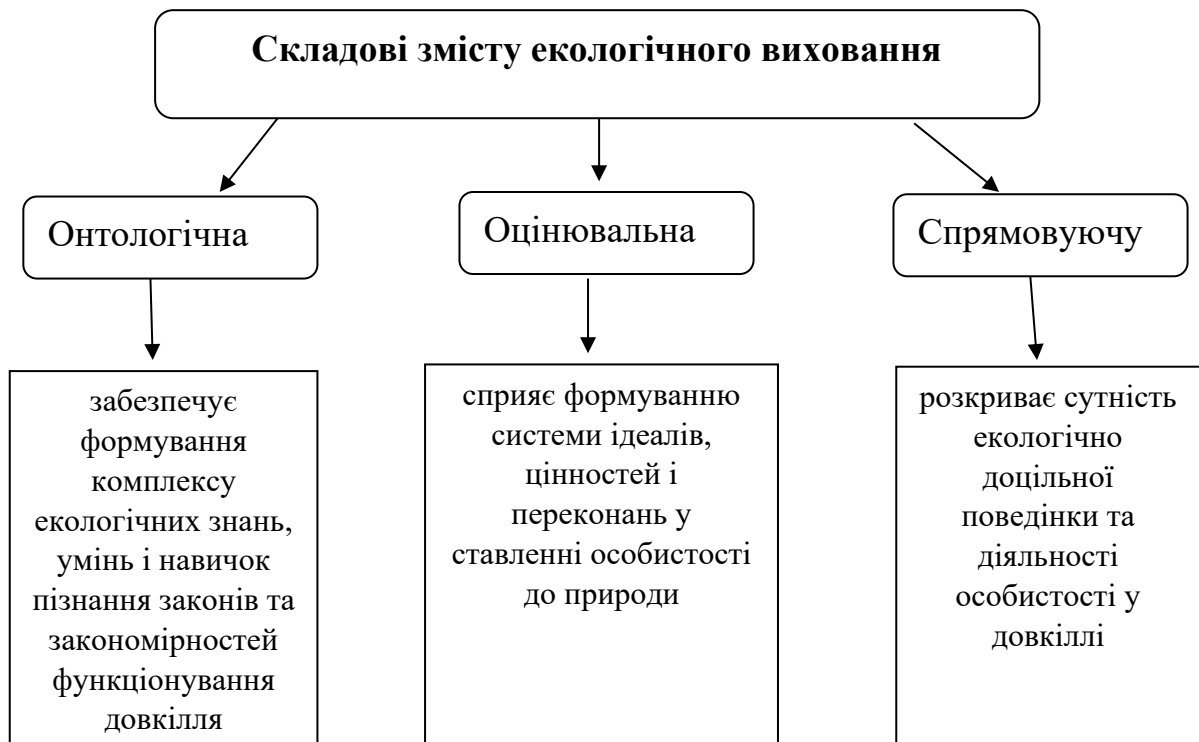 Складові змісту екологічного виховання
Онтологічна
Оцінювальна
Спрямовуючу
забезпечує
формування
комплексу
екологічних знань,
умінь і навичок
пізнання законів та
закономірностей
функціонування
довкілля
сприяє формуванню
системи ідеалів,
цінностей і
переконань у
ставленні особистості
до природи
розкриває сутність
екологічно
доцільної
поведінки та
діяльності
особистості у
довкіллі